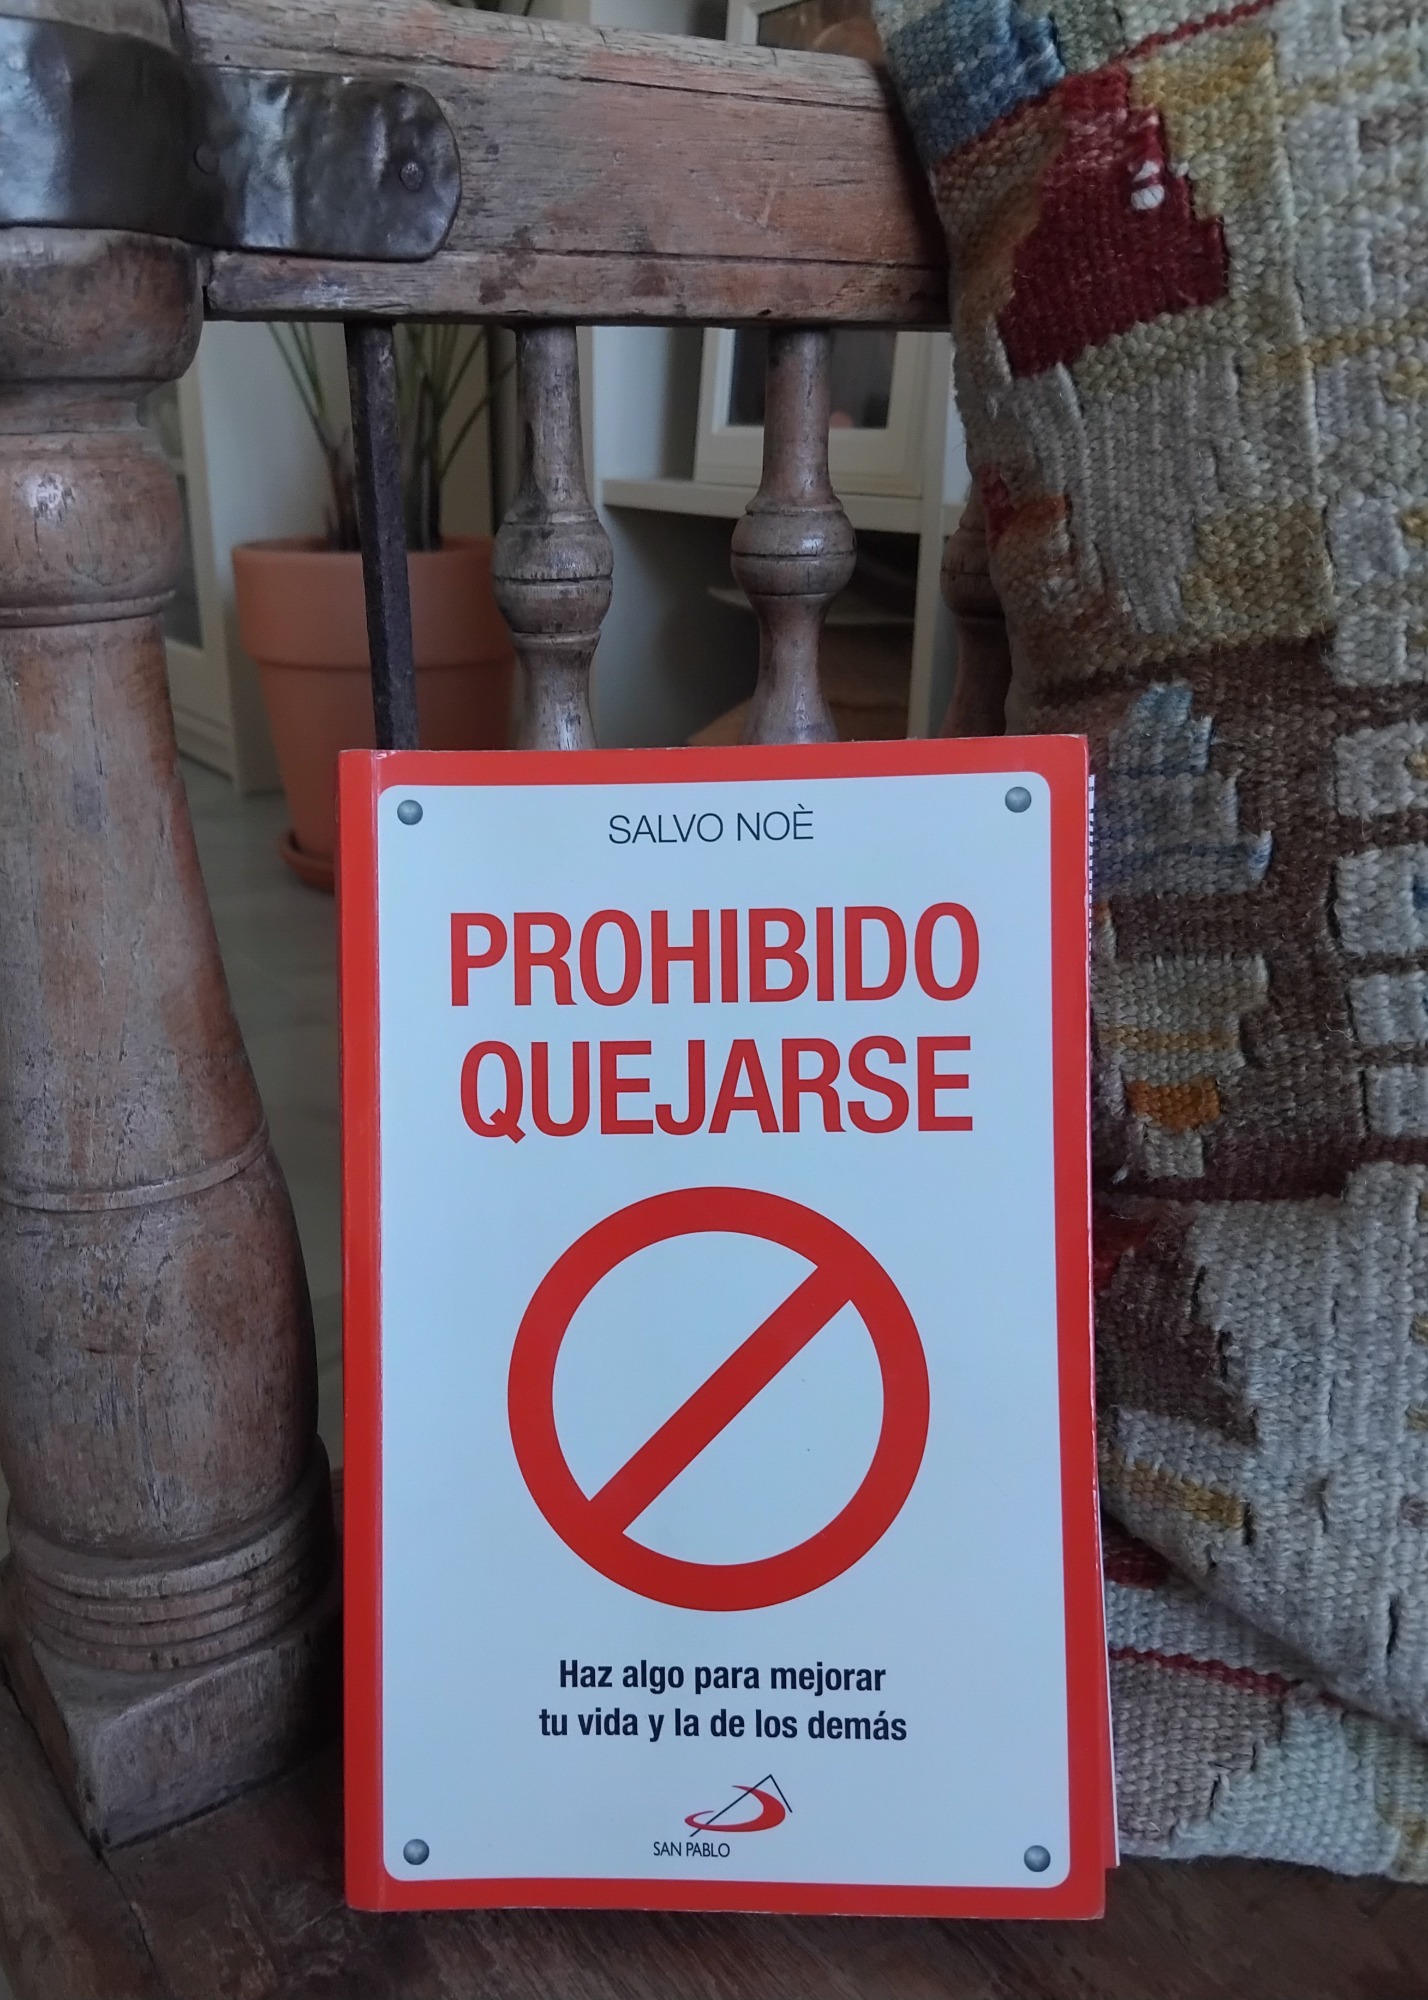 SALVO NOÈ
PROHIBIDO
QUEJARSE
Haz algo para mejorar
tu vida y la de los demás
SAN PABLO